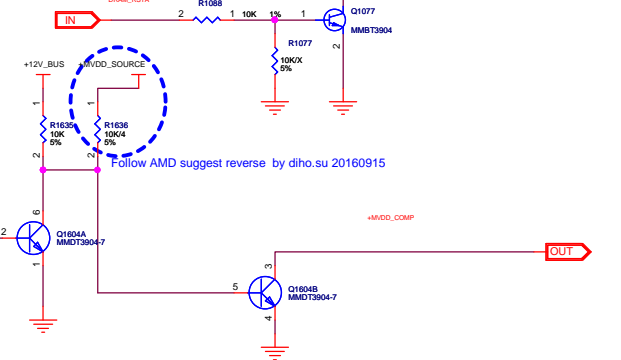 R1088
IN
2
1
10K
1%
1
Q1077
MMBT3904
2
R1077
10K/X
5%
+12V_BUS
+MVDD_SOURCE
1
1
R1635
10K
5%
R1636
10K/4
5%
2
2
Follow AMD suggest reverse by diho.su 20160915
6
2
Q1604A
MMDT3904-7
1
+MVDD_COMP
OUT
3
5
Q1604B
MMDT3904-7
4